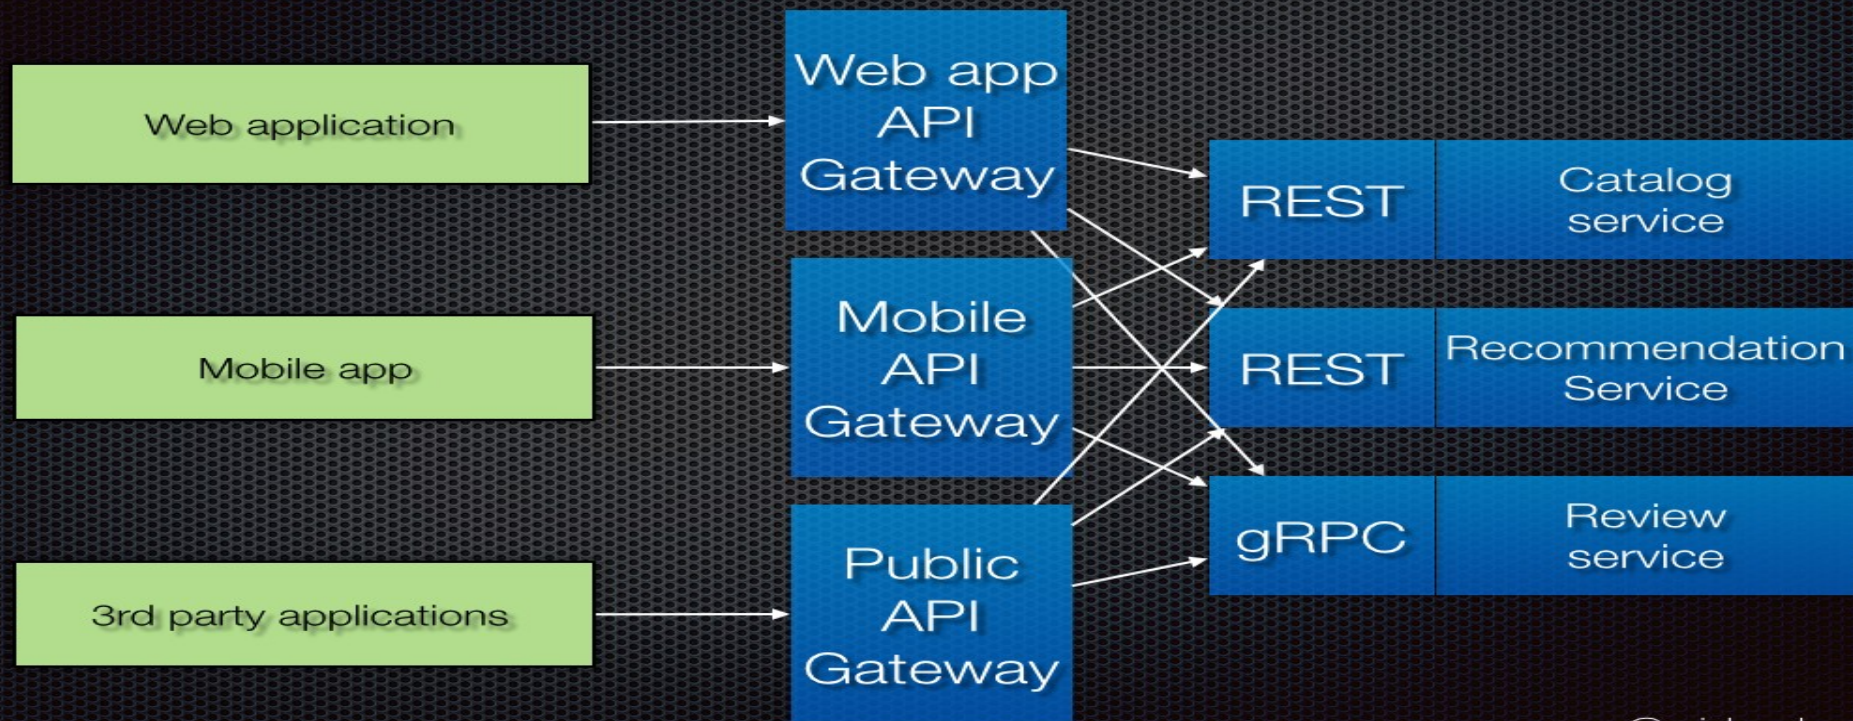 Web application
Mobile app
3rd party applications
Web app
API
Gateway
Mobile
API
Gateway
Public
API
Gateway
REST
Catalog
service
REST
Recommendation
Service
gRPC
Review
service